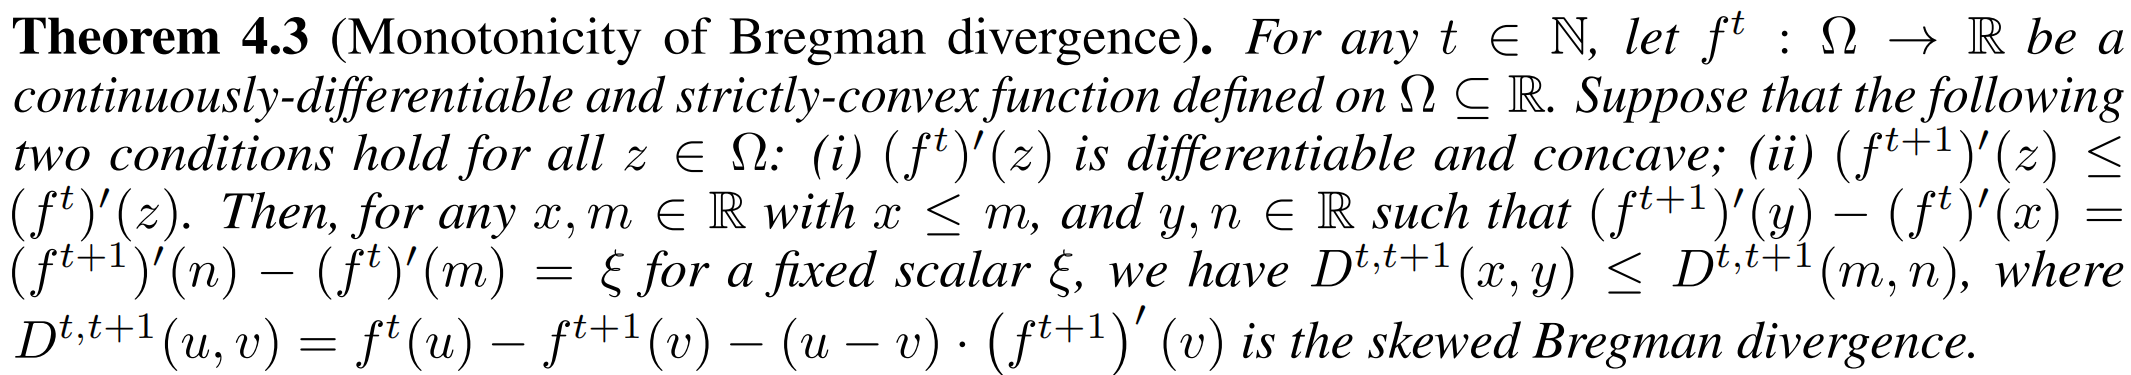 Theorem 4.3 (Monotonicity of Bregman divergence). For any t ∈ ℕ, let f^t : Ω → ℝ be a
continuously-differentiable and strictly-convex function defined on Ω ⊆ ℝ. Suppose that the following
two conditions hold for all z ∈ Ω: (i) (f^t)′(z) is differentiable and concave; (ii) (f^{t+1})′(z) ≤
(f^t)′(z). Then, for any x, m ∈ ℝ with x ≤ m, and y, n ∈ ℝ such that (f^{t+1})′(y) − (f^t)′(x) =
(f^{t+1})′(n) − (f^t)′(m) = ξ for a fixed scalar ξ, we have D^{t,t+1}(x, y) ≤ D^{t,t+1}(m, n), where
D^{t,t+1}(u, v) = f^t(u) − f^{t+1}(v) − (u − v) · (f^{t+1})′ (v) is the skewed Bregman divergence.